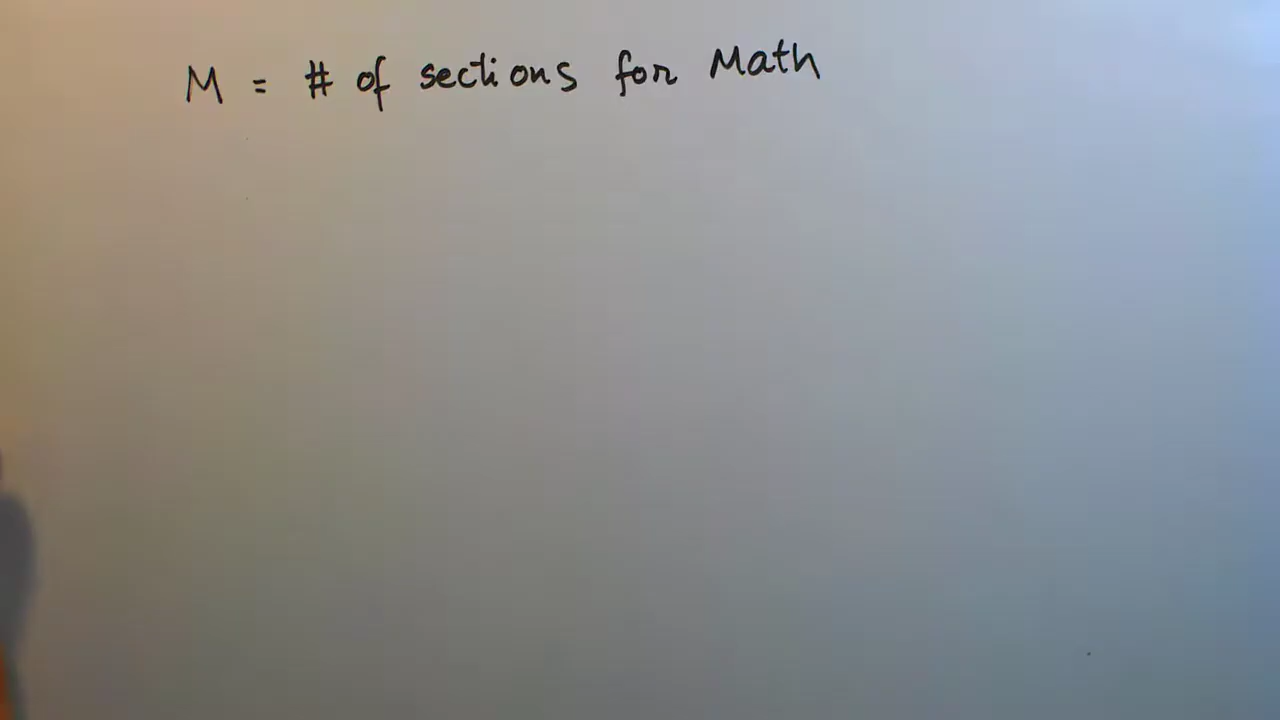 M = # of sections for Math